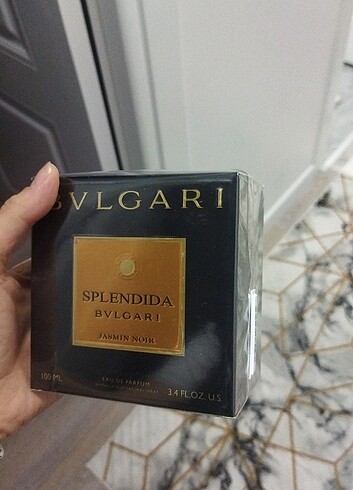 BVLGARI
SPLENDIDA
BVLGARI
JASMIN NOIR
EAU DE PARFUM
100 ML
3.4 FL.OZ. U.S.